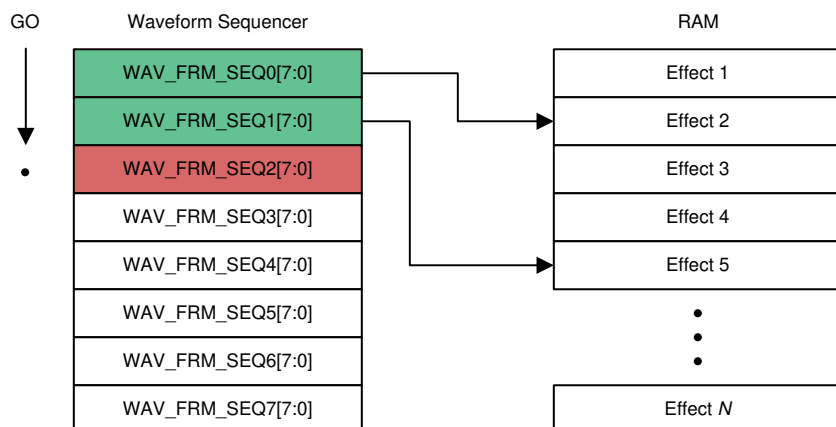 GO Waveform Sequencer RAM
WAV_FRM_SEQ0[7:0] Effect 1
WAV_FRM_SEQ1[7:0] Effect 2
WAV_FRM_SEQ2[7:0] Effect 3
WAV_FRM_SEQ3[7:0] Effect 4
WAV_FRM_SEQ4[7:0] Effect 5
WAV_FRM_SEQ5[7:0]
WAV_FRM_SEQ6[7:0]
WAV_FRM_SEQ7[7:0] Effect N